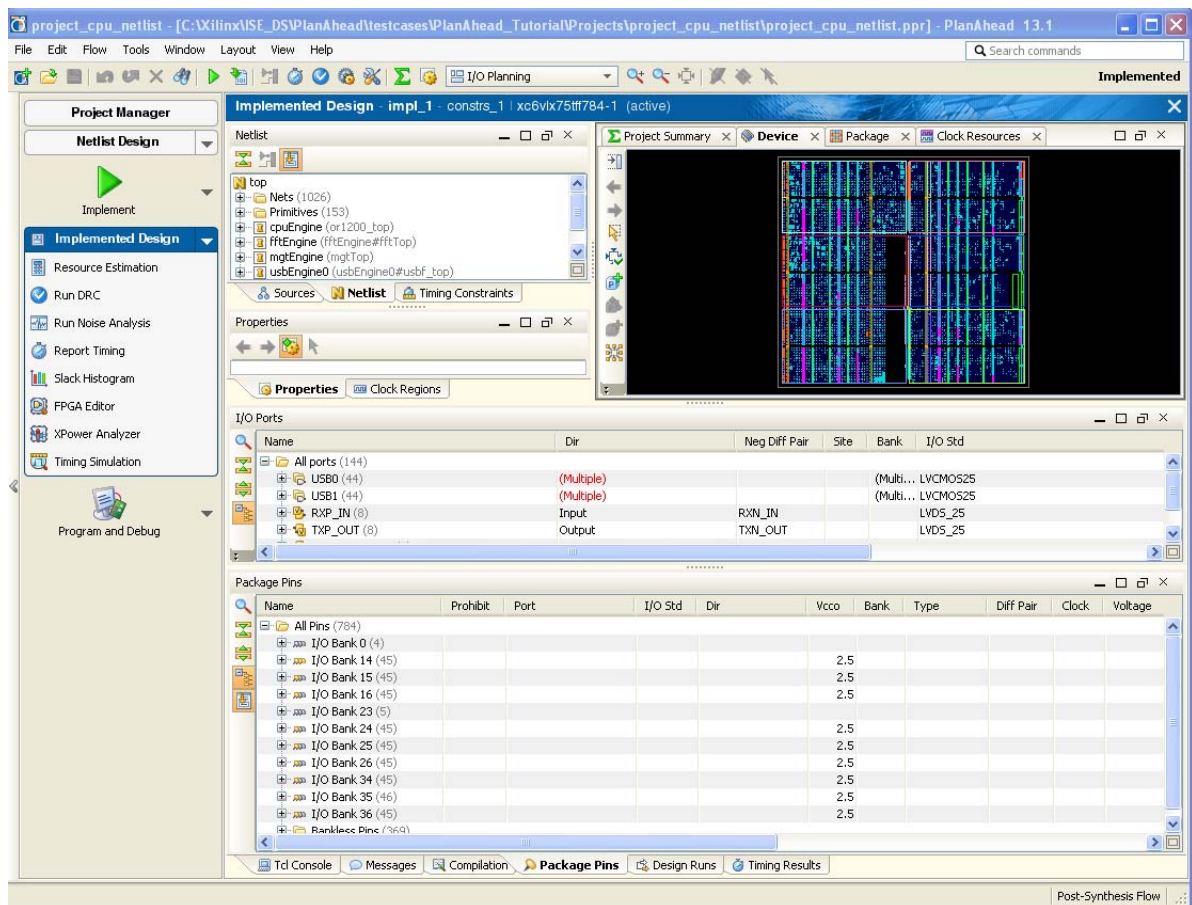 project_cpu_netlist - [C:\Xilinx\ISE_DS\PlanAhead\testcases\PlanAhead_Tutorial\Projects\project_cpu_netlist\project_cpu_netlist.ppr] - PlanAhead 13.1
File Edit Flow Tools Window Layout View Help
Search commands
I/O Planning
Implemented
Project Manager
Netlist Design
Implement
Implemented Design
Resource Estimation
Run DRC
Run Noise Analysis
Report Timing
Slack Histogram
FPGA Editor
XPower Analyzer
Timing Simulation
Program and Debug
Implemented Design - impl_1 - constrs_1 | xc6vlx75tff784-1 (active)
Netlist
top
Nets (1026)
Primitives (153)
cpuEngine (or1200_top)
fftEngine (fftEngine#fftTop)
mgtEngine (mgtTop)
usbEngine0 (usbEngine0#usbf_top)
Sources Netlist Timing Constraints
Properties
Properties Clock Regions
Project Summary Device Package Clock Resources
I/O Ports
Name Dir Neg Diff Pair Site Bank I/O Std
All ports (144)
USB0 (44) (Multiple) (Multi... LVCMOS25
USB1 (44) (Multiple) (Multi... LVCMOS25
RXP_IN (8) Input RXN_IN LVDS_25
TXP_OUT (8) Output TXN_OUT LVDS_25
Package Pins
Name Prohibit Port I/O Std Dir Vcco Bank Type Diff Pair Clock Voltage
All Pins (784)
I/O Bank 0 (4)
I/O Bank 14 (45) 2.5
I/O Bank 15 (45) 2.5
I/O Bank 16 (45) 2.5
I/O Bank 23 (5)
I/O Bank 24 (45) 2.5
I/O Bank 25 (45) 2.5
I/O Bank 26 (45) 2.5
I/O Bank 34 (45) 2.5
I/O Bank 35 (46) 2.5
I/O Bank 36 (45) 2.5
Bankless Pins (369)
Tcl Console Messages Compilation Package Pins Design Runs Timing Results
Post-Synthesis Flow